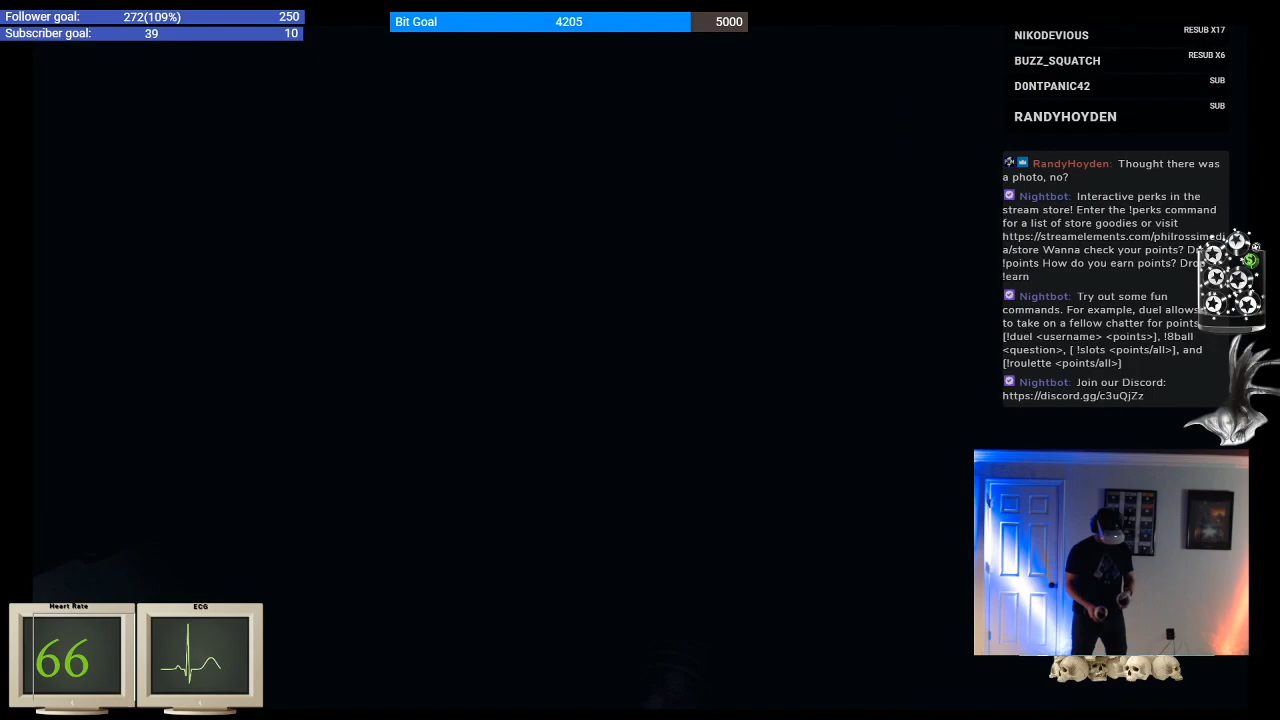 Follower goal: 272(109%) 250
Subscriber goal: 39 10
Bit Goal 4205 5000
NIKODEVIOUS RESUB X17
BUZZ_SQUATCH RESUB X6
D0NTPANIC42 SUB
RANDYHOYDEN SUB
RandyHoyden: Thought there was
a photo, no?
Nightbot: Interactive perks in the
stream store! Enter the !perks command
for a list of store goodies or visit
https://streamelements.com/philrossimedi
a/store Wanna check your points?
!points How do you earn points?
!earn
Nightbot: Try out some fun
commands. For example, duel allows
to take on a fellow chatter for points
[!duel <username> <points>], !8ball
<question>, [ !slots <points/all>], and
[!roulette <points/all>]
Nightbot: Join our Discord:
https://discord.gg/c3uQjZz
Heart Rate
66
ECG